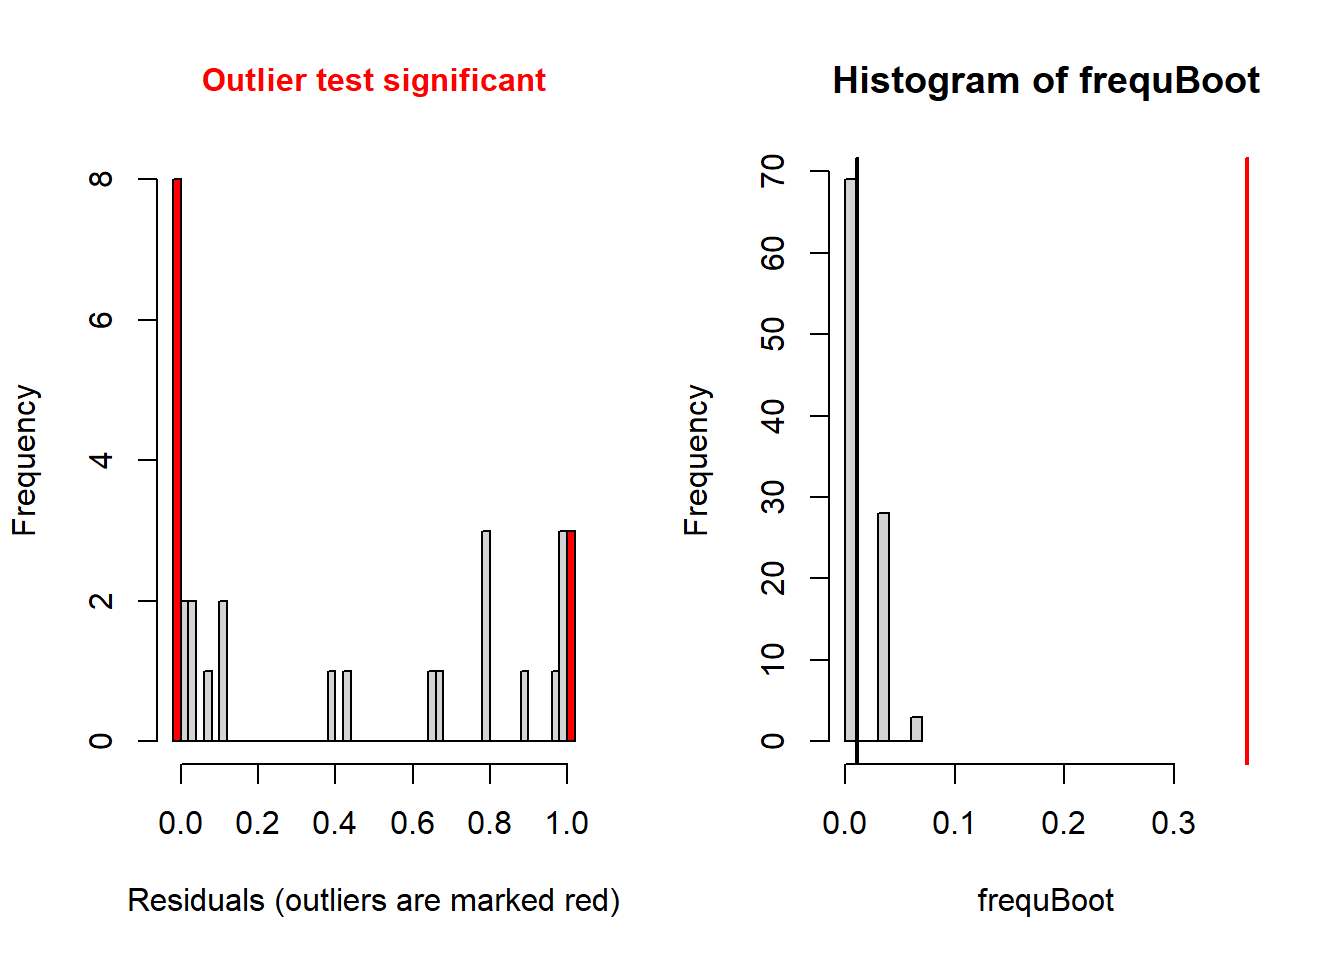 Outlier test significant
Frequency
8
6
4
2
0
0.0 0.2 0.4 0.6 0.8 1.0
Residuals (outliers are marked red)
Histogram of frequBoot
Frequency
70
60
50
40
30
20
10
0
0.0 0.1 0.2 0.3
frequBoot